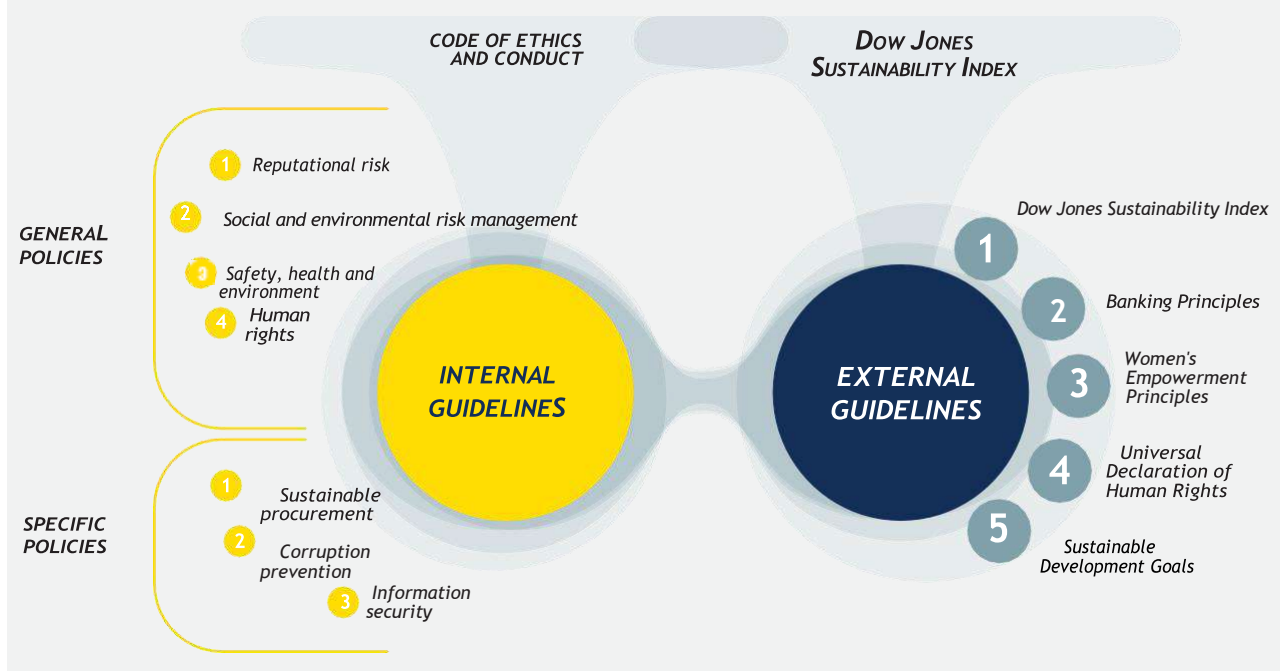 CODE OF ETHICS
AND CONDUCT
DOW JONES
SUSTAINABILITY INDEX
GENERAL
POLICIES
1
Reputational risk
2
Social and environmental risk management
3
Safety, health and
environment
4
Human
rights
SPECIFIC
POLICIES
1
Sustainable
procurement
2
Corruption
prevention
3
Information
security
INTERNAL
GUIDELINES
EXTERNAL
GUIDELINES
1
Dow Jones Sustainability Index
2
Banking Principles
3
Women's
Empowerment
Principles
4
Universal
Declaration of
Human Rights
5
Sustainable
Development Goals